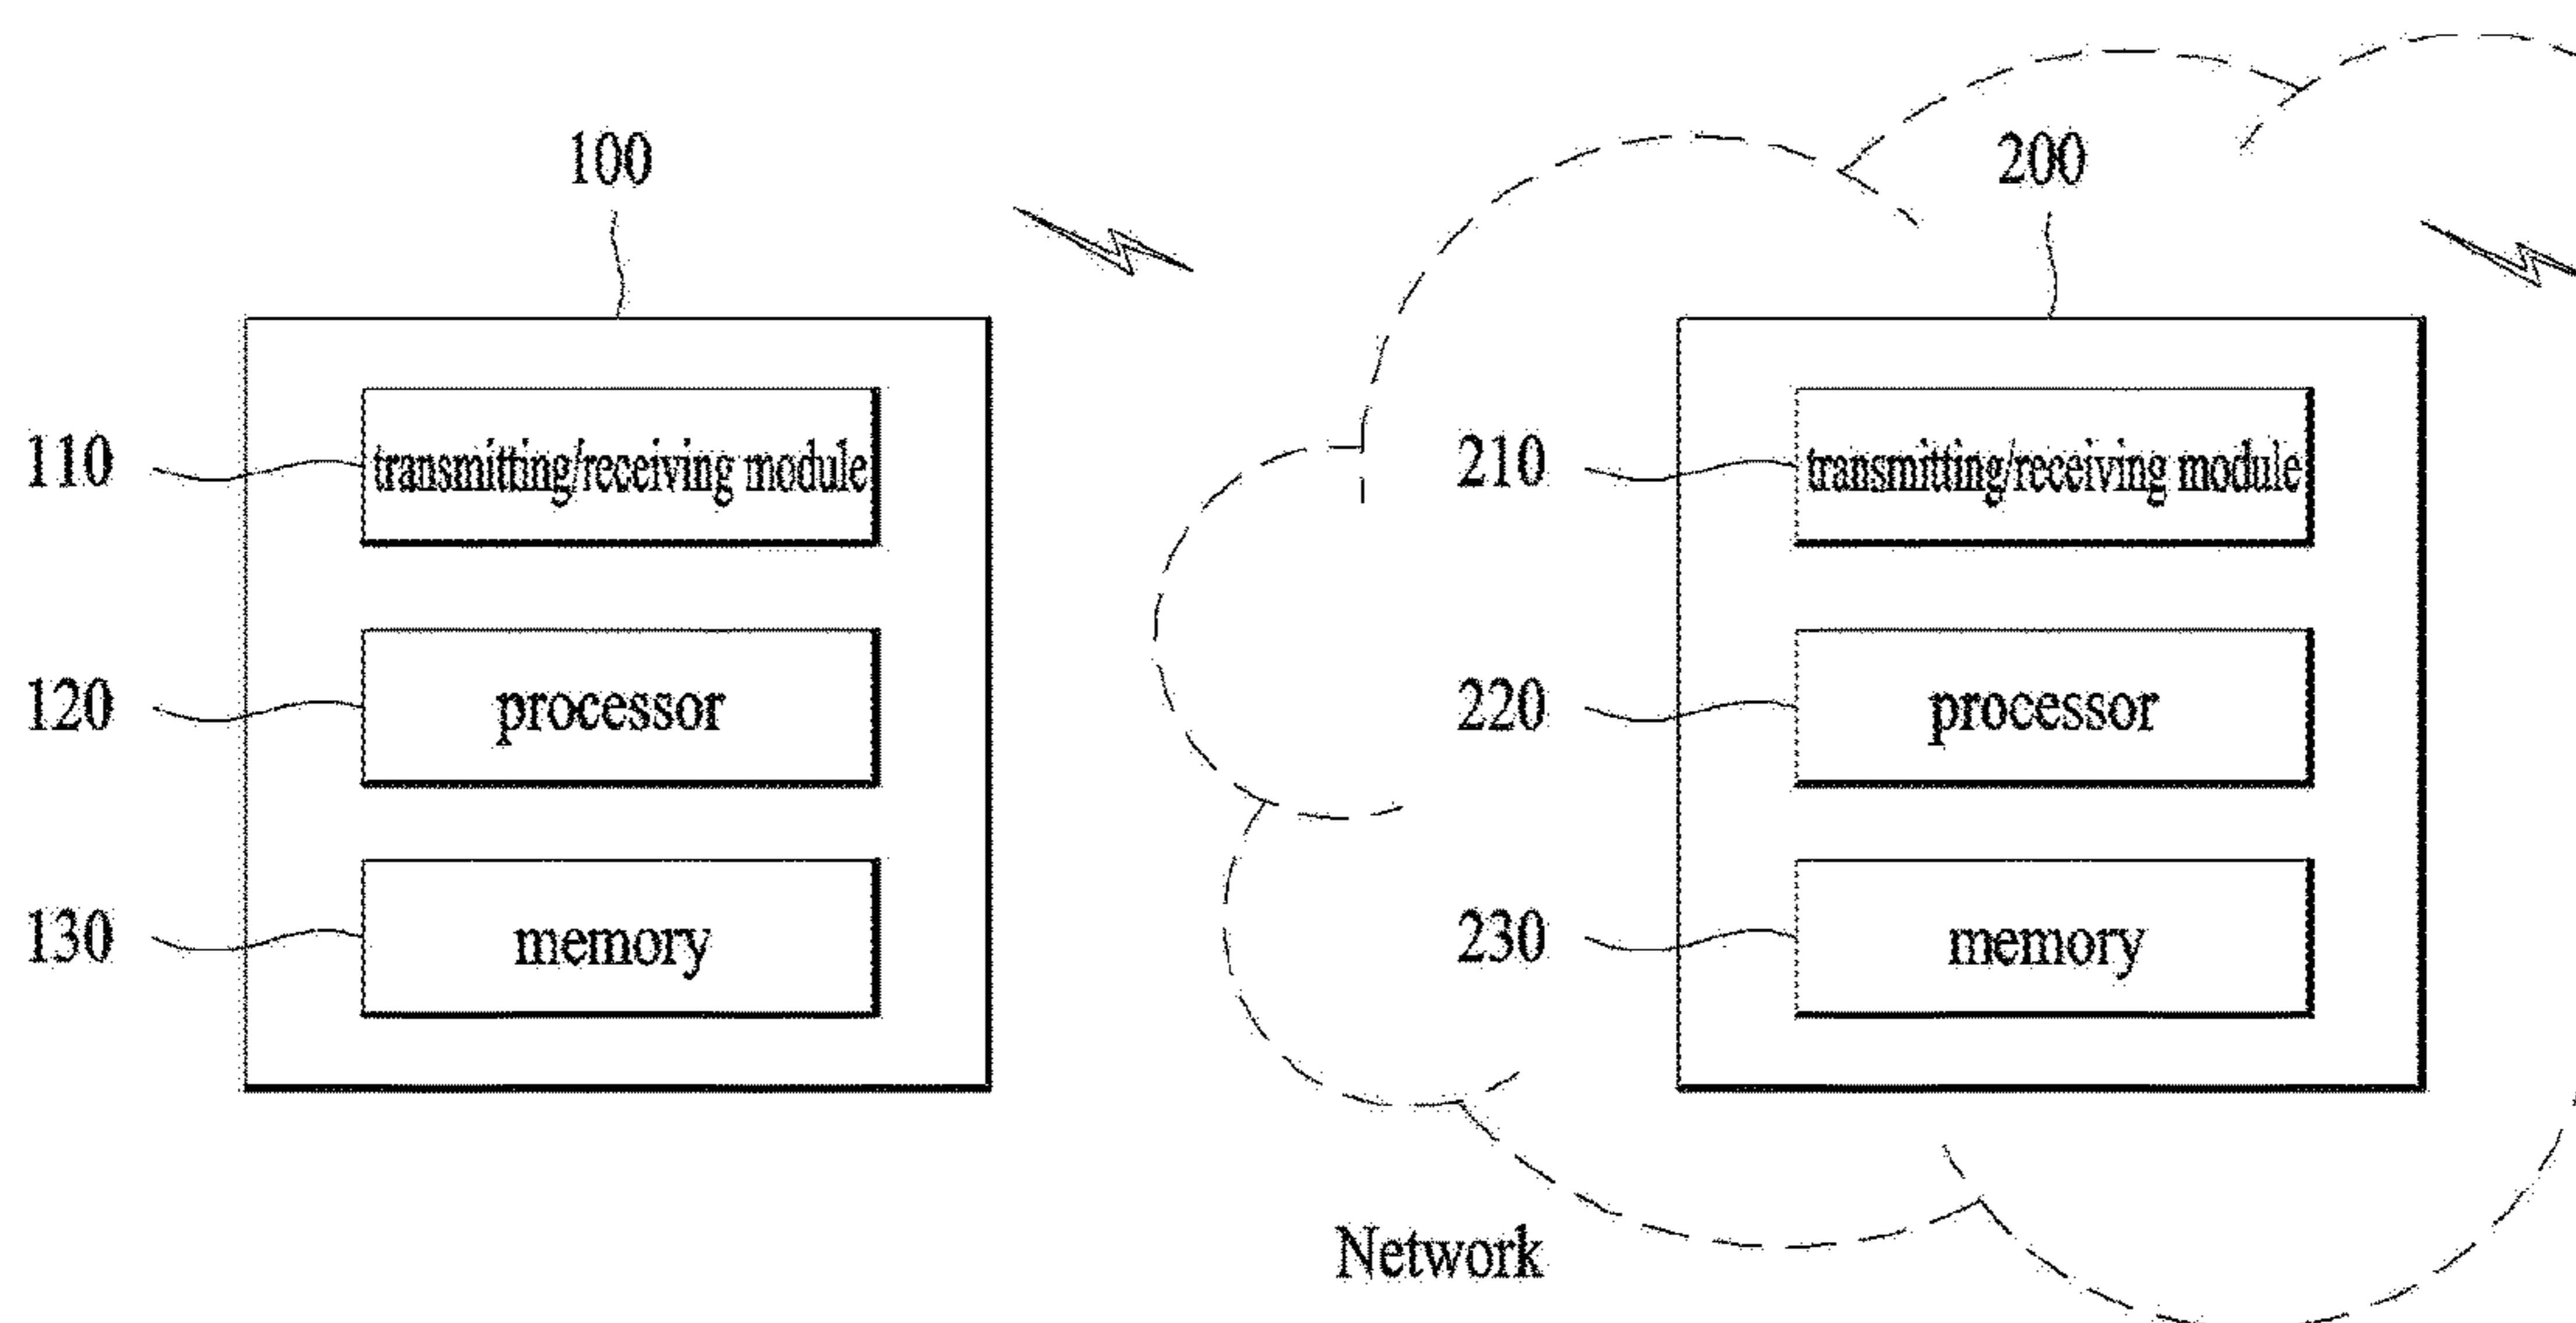 100
200
110
transmitting/receiving module
210
transmitting/receiving module
120
processor
220
processor
130
memory
230
memory
Network